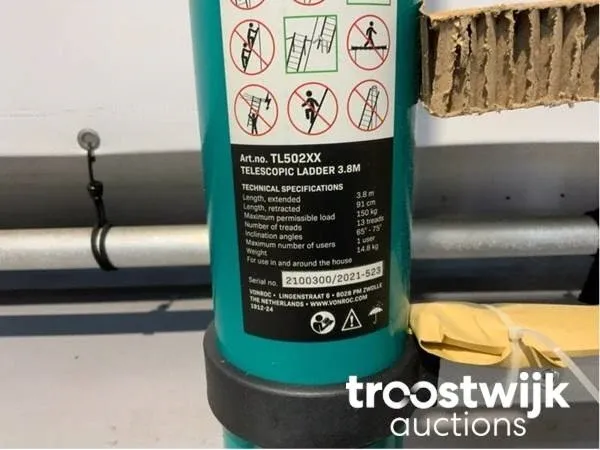 Art.no. TL502XX
TELESCOPIC LADDER 3.8M
TECHNICAL SPECIFICATIONS
Length, extended 3.8 m
Length, retracted 91 cm
Maximum permissible load 150 kg
Number of treads 13 treads
Inclination angles 65° - 75°
Maximum number of users 1 user
Weight 14.8 kg
For use in and around the house
Serial no. 2100300/2021-523
VONROC • LINGENSTRAAT 6 • 8028 PM ZWOLLE
THE NETHERLANDS • WWW.VONROC.COM
1912-24
troostwijk
auctions